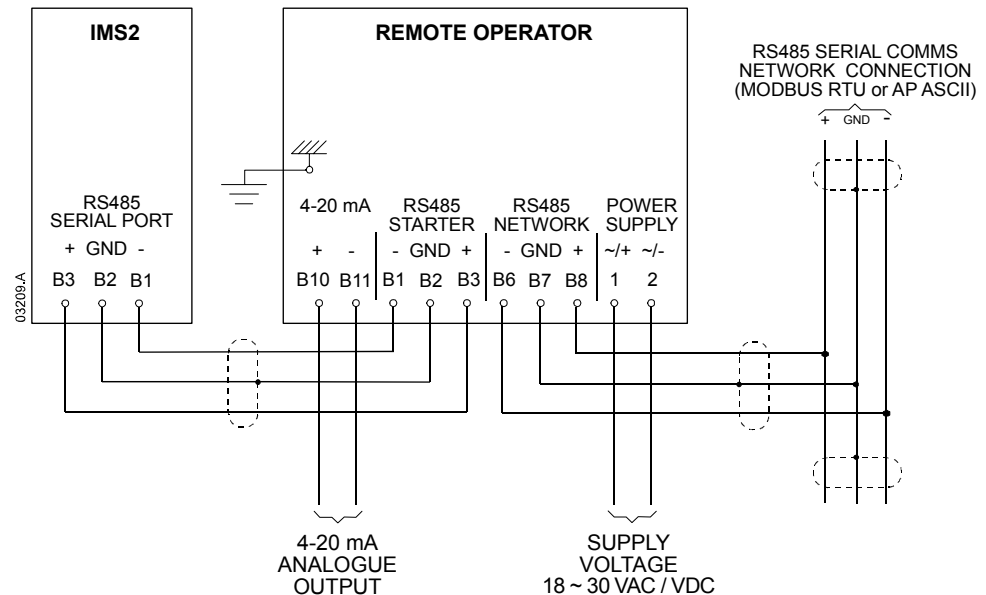 IMS2
REMOTE OPERATOR
RS485 SERIAL COMMS
NETWORK CONNECTION
(MODBUS RTU or AP ASCII)
+ GND -
RS485
SERIAL PORT
+ GND -
B3 B2 B1
03209.A
4-20 mA
+ -
B10 B11
RS485
STARTER
- GND +
B1 B2 B3
RS485
NETWORK
- GND +
B6 B7 B8
POWER
SUPPLY
~/+ ~/-
1 2
4-20 mA
ANALOGUE
OUTPUT
SUPPLY
VOLTAGE
18 ~ 30 VAC / VDC